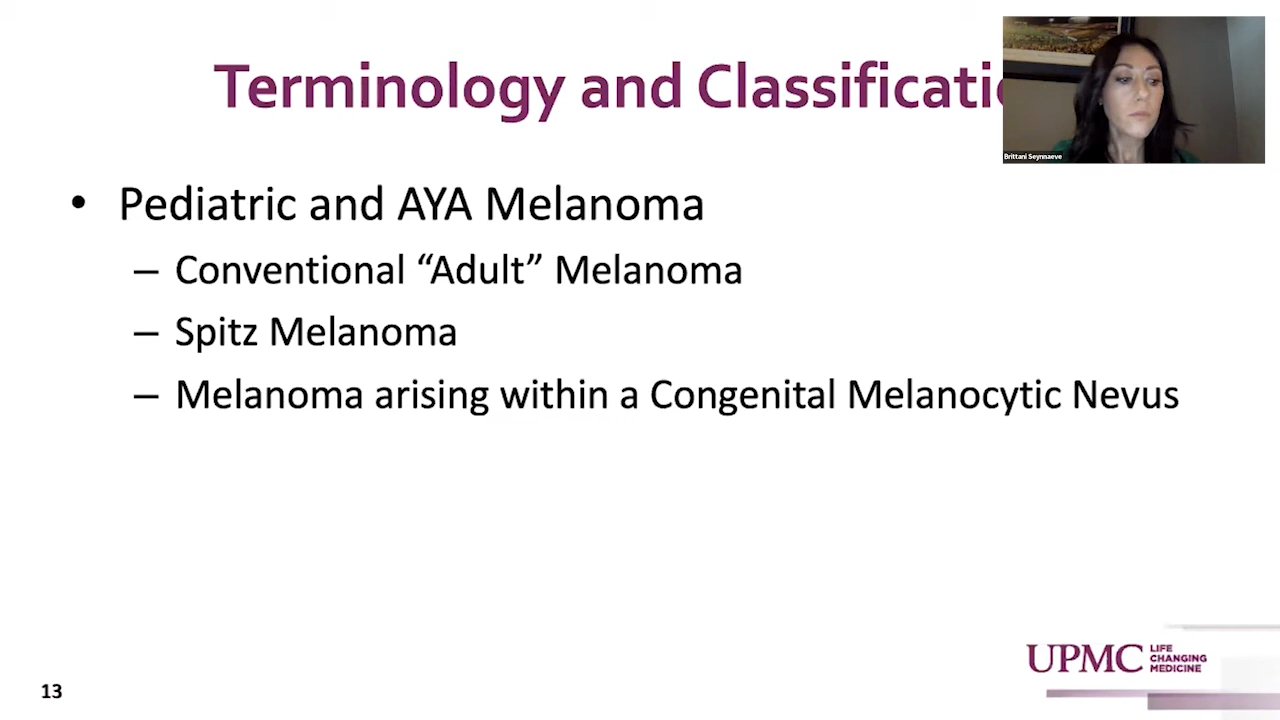 Terminology and Classificatio
Brittani Seynnaeve
• Pediatric and AYA Melanoma
– Conventional “Adult” Melanoma
– Spitz Melanoma
– Melanoma arising within a Congenital Melanocytic Nevus
UPMC LIFE
CHANGING
MEDICINE
13